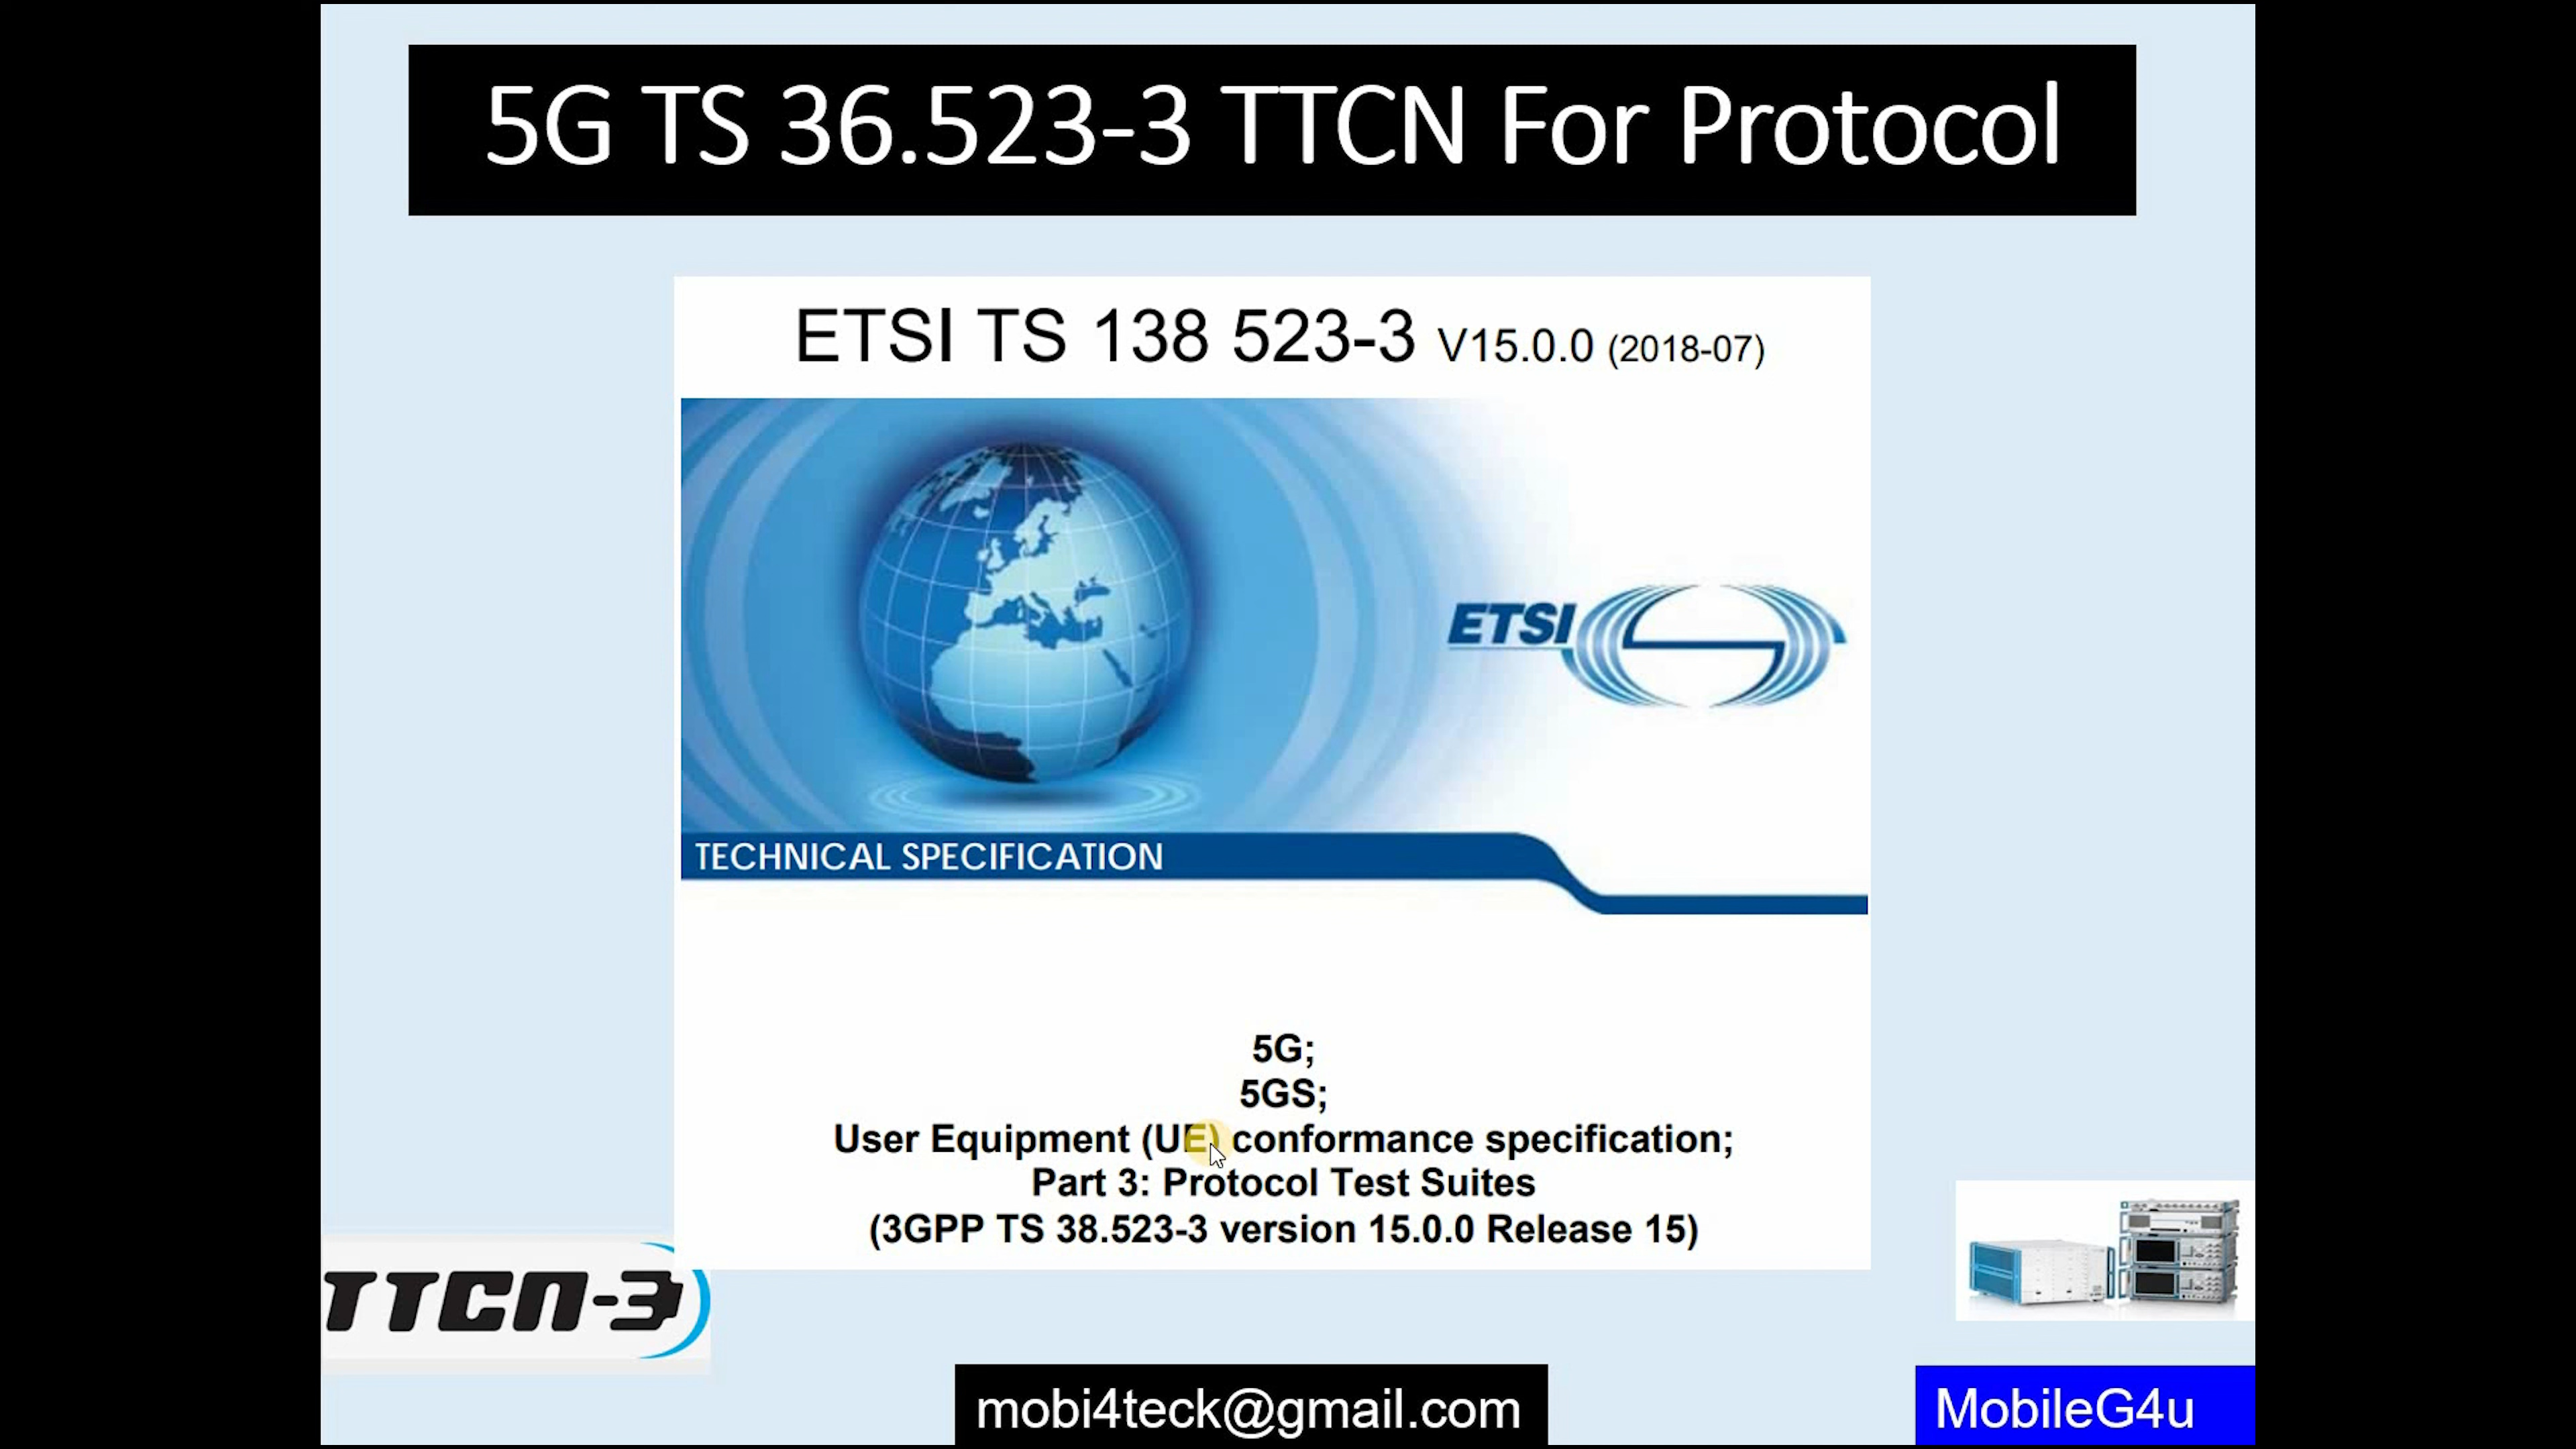 5G TS 36.523-3 TTCN For Protocol
ETSI TS 138 523-3 V15.0.0 (2018-07)
ETSI
TECHNICAL SPECIFICATION
5G;
5GS;
User Equipment (UE) conformance specification;
Part 3: Protocol Test Suites
(3GPP TS 38.523-3 version 15.0.0 Release 15)
TTCN-3
mobi4teck@gmail.com
MobileG4u